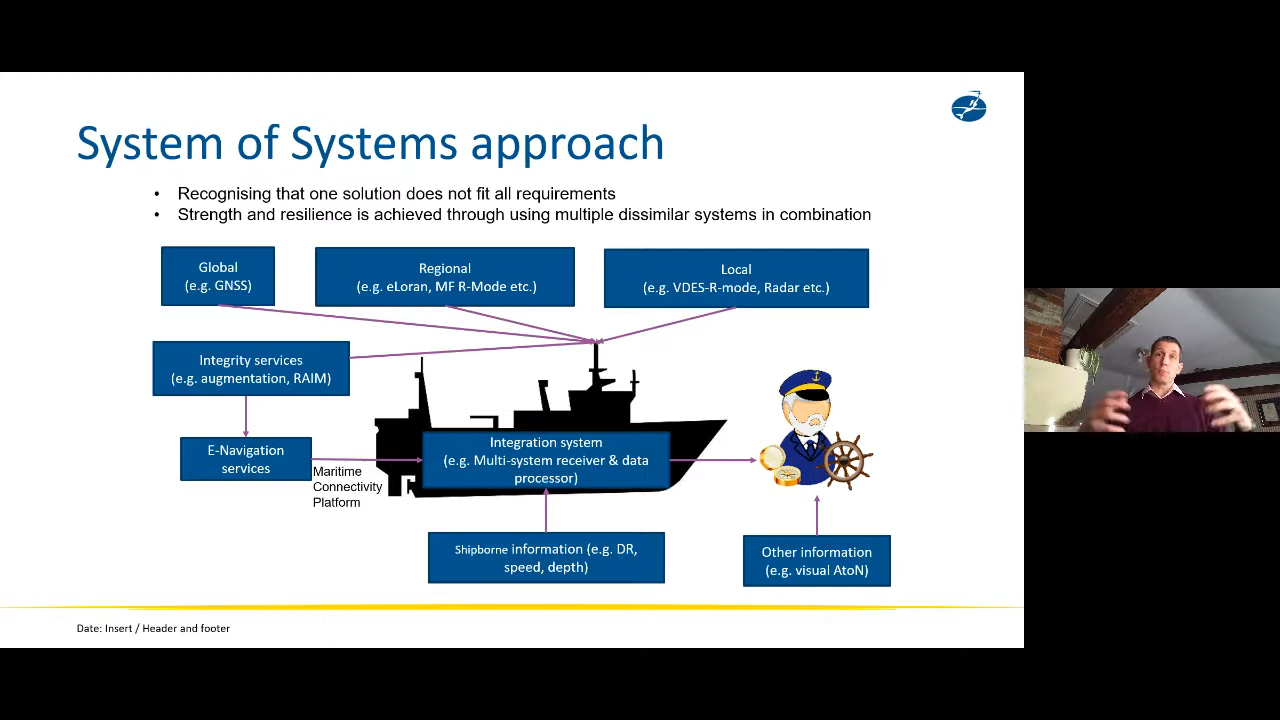 System of Systems approach
• Recognising that one solution does not fit all requirements
• Strength and resilience is achieved through using multiple dissimilar systems in combination
Global
(e.g. GNSS)
Regional
(e.g. eLoran, MF R-Mode etc.)
Local
(e.g. VDES-R-mode, Radar etc.)
Integrity services
(e.g. augmentation, RAIM)
E-Navigation
services
Maritime
Connectivity
Platform
Integration system
(e.g. Multi-system receiver & data
processor)
Shipborne information (e.g. DR,
speed, depth)
Other information
(e.g. visual AtoN)
Date: Insert / Header and footer